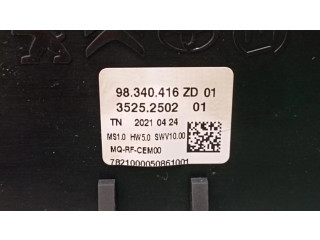 98.340.416 ZD 01
3525.2502 01
TN 2021 04 24
MS1.0 HW5.0 SWV10.00
MQ-RF-CEM00
7821000050861001